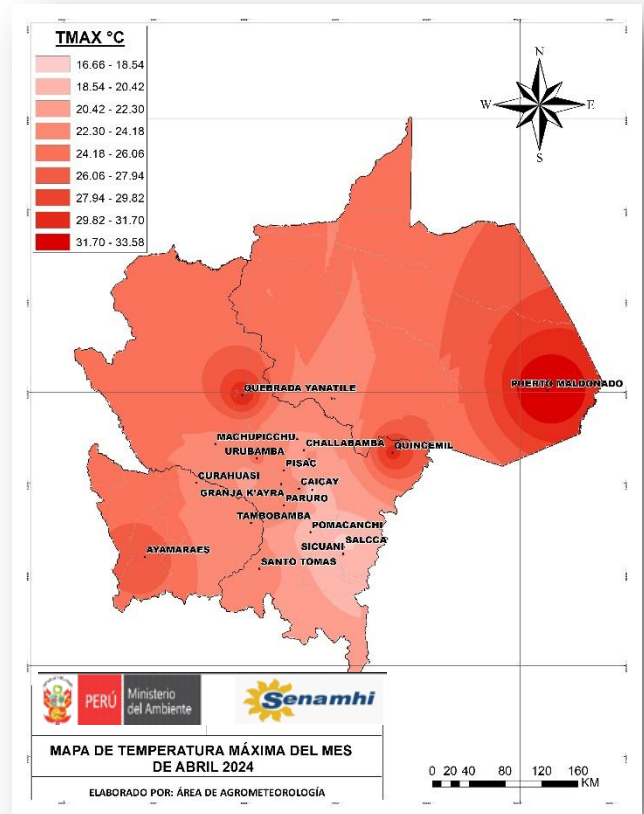 TMAX °C
16.66 - 18.54
18.54 - 20.42
20.42 - 22.30
22.30 - 24.18
24.18 - 26.06
26.06 - 27.94
27.94 - 29.82
29.82 - 31.70
31.70 - 33.58
N
W E
S
PUERTO MALDONADO
QUEBRADA YANATILE
MACHUPICCHU.
CHALLABAMBA
QUINCEMIL
URUBAMBA
PISAC
CURAHUASI
CAICAY
GRANJA K'AYRA
PARURO
TAMBOBAMBA
POMACANCHI
SALCCA
SICUANI
AYAMARAES
SANTO TOMAS
PERÚ
Ministerio
del Ambiente
Senamhi
MAPA DE TEMPERATURA MÁXIMA DEL MES
DE ABRIL 2024
ELABORADO POR: ÁREA DE AGROMETEOROLOGÍA
0 20 40 80 120 160
KM